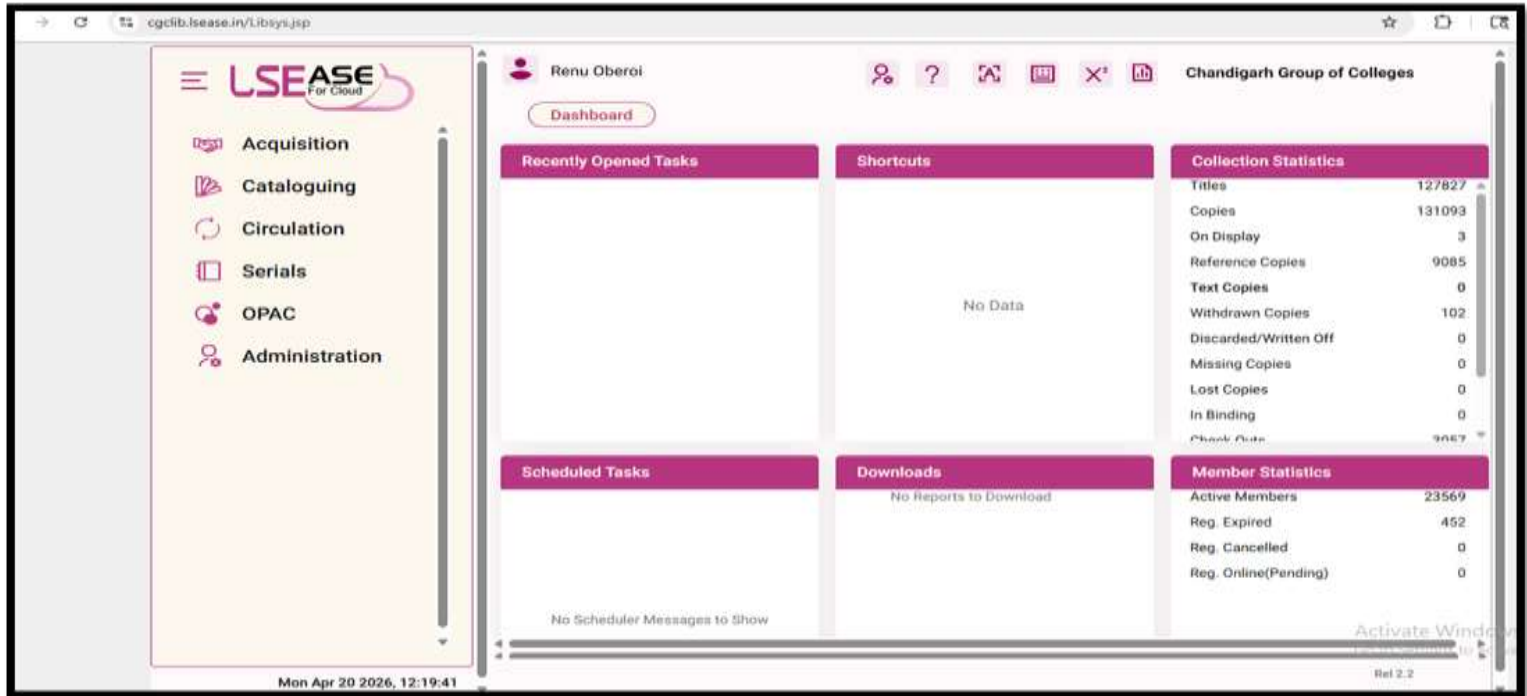 cgclib.lsease.in/Libsys.jsp
LSEASE
For Cloud
Acquisition
Cataloguing
Circulation
Serials
OPAC
Administration
Mon Apr 20 2026, 12:19:41
Renu Oberoi
Chandigarh Group of Colleges
Dashboard
Recently Opened Tasks
Shortcuts
No Data
Collection Statistics
Titles 127827
Copies 131093
On Display 3
Reference Copies 9085
Text Copies 0
Withdrawn Copies 102
Discarded/Written Off 0
Missing Copies 0
Lost Copies 0
In Binding 0
Check Outs
Scheduled Tasks
No Scheduler Messages to Show
Downloads
No Reports to Download
Member Statistics
Active Members 23569
Reg. Expired 452
Reg. Cancelled 0
Reg. Online(Pending) 0
Activate Windows
Rel 2.2